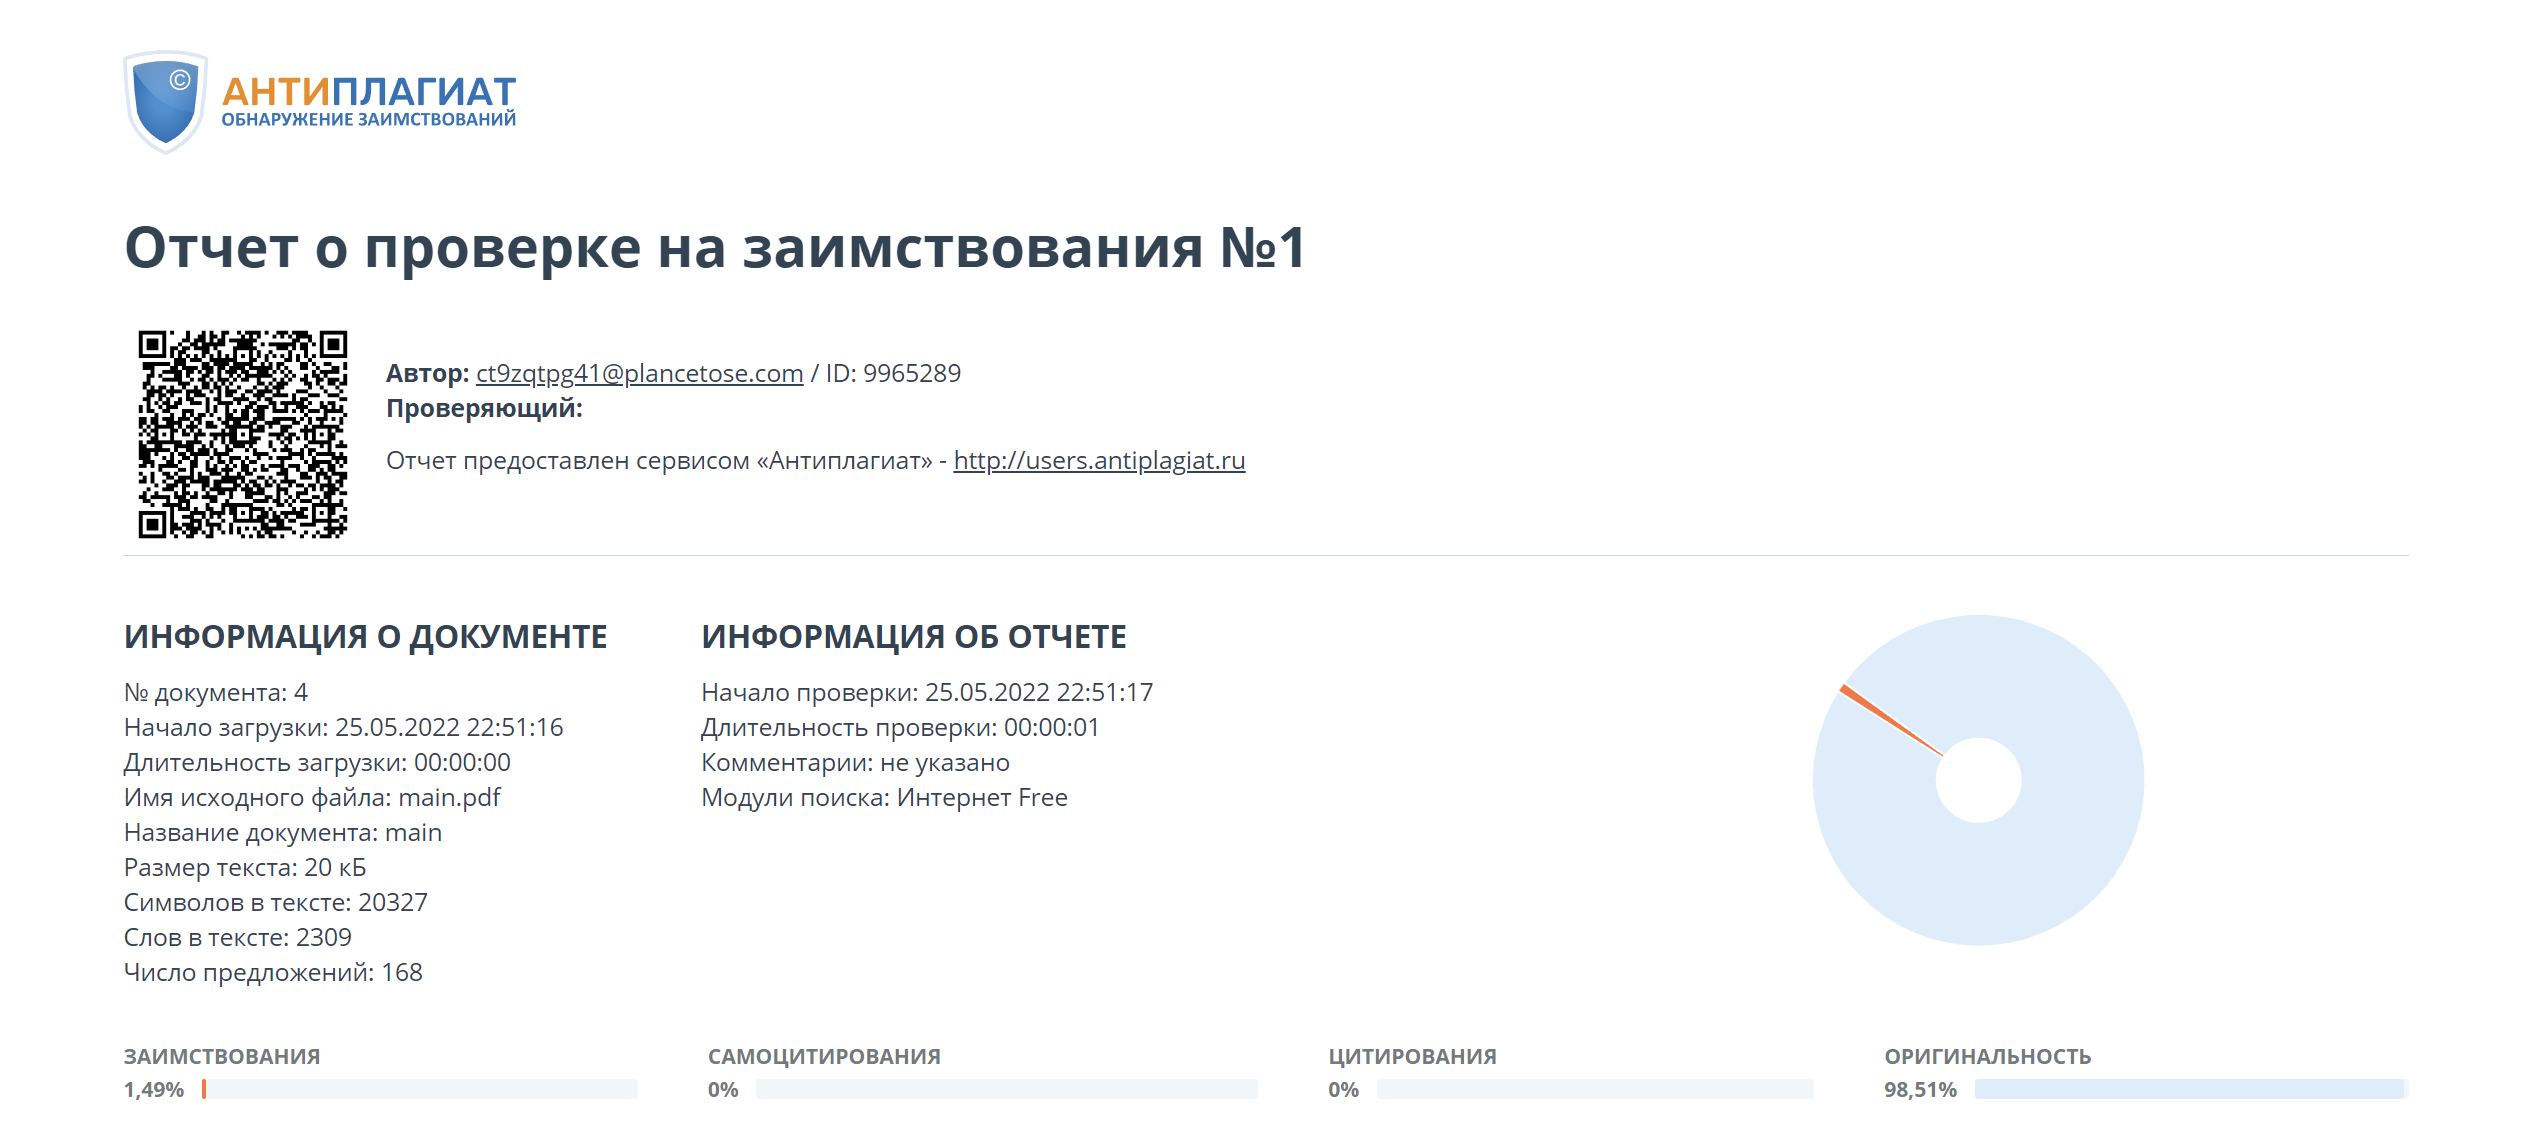 ©
АНТИПЛАГИАТ
ОБНАРУЖЕНИЕ ЗАИМСТВОВАНИЙ
Отчет о проверке на заимствования №1
Автор: ct9zqtpg41@plancetose.com / ID: 9965289
Проверяющий:
Отчет предоставлен сервисом «Антиплагиат» - http://users.antiplagiat.ru
ИНФОРМАЦИЯ О ДОКУМЕНТЕ
№ документа: 4
Начало загрузки: 25.05.2022 22:51:16
Длительность загрузки: 00:00:00
Имя исходного файла: main.pdf
Название документа: main
Размер текста: 20 кБ
Символов в тексте: 20327
Слов в тексте: 2309
Число предложений: 168
ИНФОРМАЦИЯ ОБ ОТЧЕТЕ
Начало проверки: 25.05.2022 22:51:17
Длительность проверки: 00:00:01
Комментарии: не указано
Модули поиска: Интернет Free
ЗАИМСТВОВАНИЯ
1,49%
САМОЦИТИРОВАНИЯ
0%
ЦИТИРОВАНИЯ
0%
ОРИГИНАЛЬНОСТЬ
98,51%